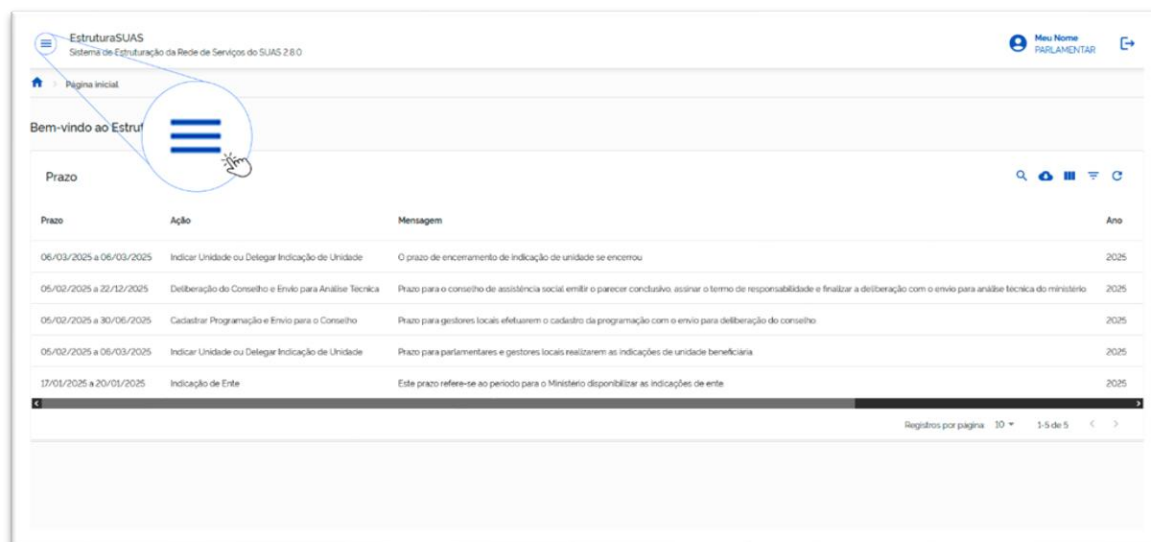 EstruturaSUAS
Sistema de Estruturação da Rede de Serviços do SUAS 2.8.0
Meu Nome
PARLAMENTAR
Página Inicial
Bem-vindo ao Estrut
Prazo
Prazo Ação Mensagem Ano
06/03/2025 a 06/03/2025 Indicar Unidade ou Delegar Indicação de Unidade O prazo de encerramento de indicação de unidade se encerrou 2025
05/02/2025 a 22/12/2025 Deliberação do Conselho e Envio para Análise Técnica Prazo para o conselho de assistência social emitir o parecer conclusivo, assinar o termo de responsabilidade e finalizar a deliberação com o envio para análise técnica do ministério 2025
05/02/2025 a 30/06/2025 Cadastrar Programação e Envio para o Conselho Prazo para gestores locais efetuarem o cadastro da programação com o envio para deliberação do conselho 2025
05/02/2025 a 06/03/2025 Indicar Unidade ou Delegar Indicação de Unidade Prazo para parlamentares e gestores locais realizarem as indicações de unidade beneficiária 2025
17/01/2025 a 20/01/2025 Indicação de Ente Este prazo refere-se ao período para o Ministério disponibilizar as indicações de ente 2025
Registros por página: 10 1-5 de 5